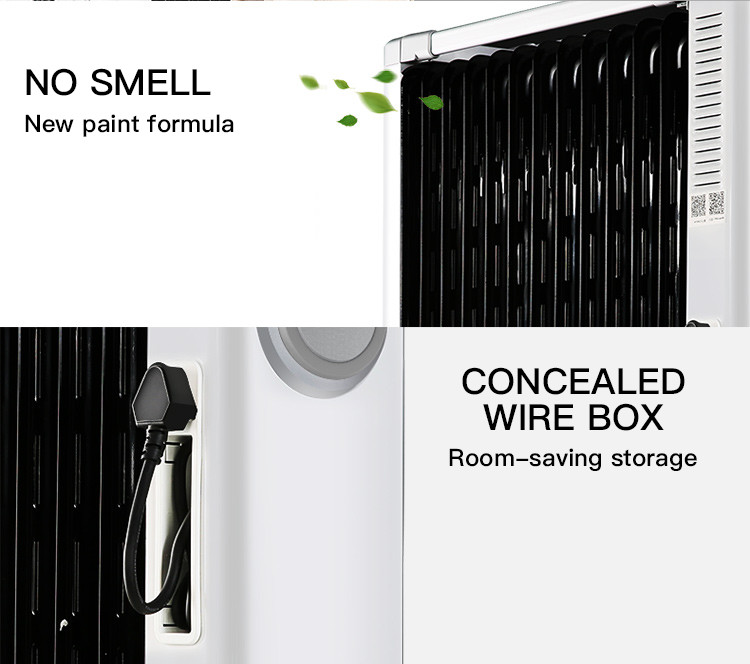 NO SMELL
New paint formula
CONCEALED
WIRE BOX
Room-saving storage